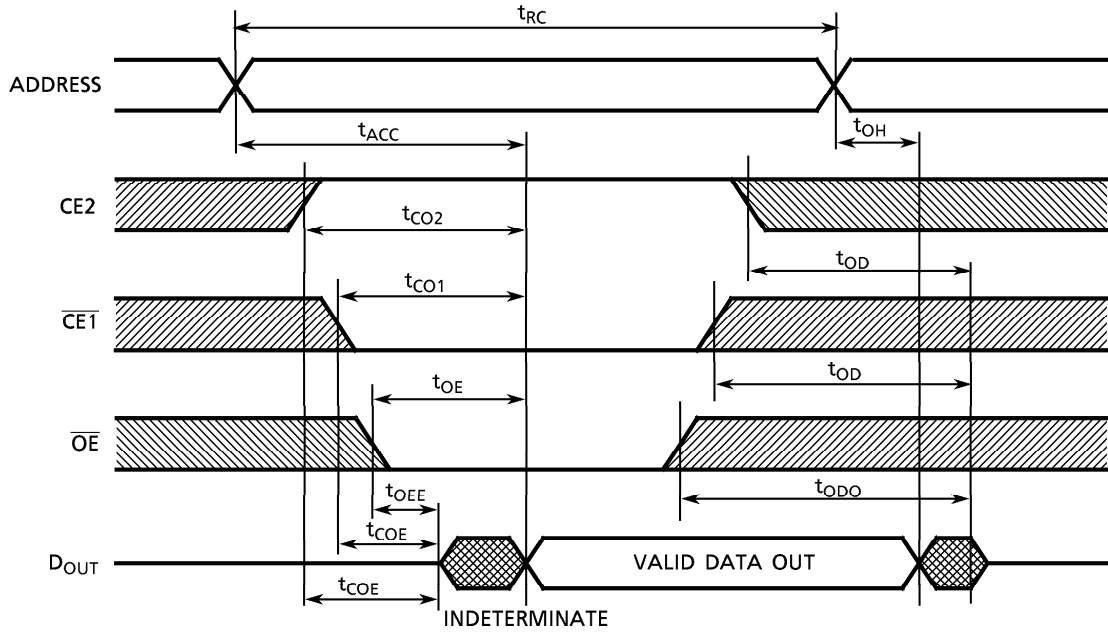 tRC
ADDRESS
tACC
tOH
CE2
tCO2
tOD
CE1
tCO1
tOD
OE
tOE
tOEE
tODO
tCOE
DOUT
VALID DATA OUT
tCOE
INDETERMINATE